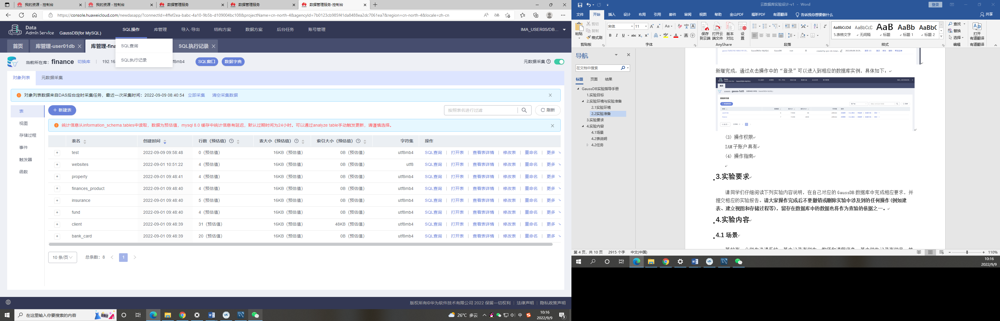 我的资源 - 控制台
我的资源 - 控制台
数据管理服务
数据管理服务
数据管理服务-控制台
https://console.huaweicloud.com/newdasapp/?connectId=4ffef2ea-babc-4a10-9b5b-d109004bc108&projectName=cn-north-4&agencyId=7b0123cb985f41da8488ea2dc7061ea7&region=cn-north-4&locale=zh-cn
Data Admin Service GaussDB(for MySQL) SQL操作 库管理 导入·导出 结构方案 数据方案 后台任务 账号管理 IMA_USER05/DB...
首页 库管理-user01db 库管理-fina SQL执行记录
SQL查询
SQL执行记录
当前所在库: finance 切换库 192.16 f8mb4 SQL窗口 数据字典 元数据采集
对象列表 元数据采集
对象列表数据来自DAS后台定时采集任务，最近一次采集时间：2022-09-09 08:40:54 立即采集 清空采集数据
表
视图
存储过程
事件
触发器
函数
+ 新建表 按照表名进行过滤 刷新
统计信息从information_schema.tables中读取，数据为预估值，mysql 8.0 缓存中统计信息有延迟，默认过期时间为24小时。可以通过analyze table手动触发更新，请谨慎选择。
表名 创建时间 行数（预估值） 表大小（预估值） 索引大小（预估值） 字符集 操作
test 2022-09-09 09:58:48 0（预估值） 16KB（预估值） 0B（预估值） utf8mb4 SQL查询 打开表 查看表详情 修改表 重命名 更多
websites 2022-09-01 10:51:22 4（预估值） 16KB（预估值） 0B（预估值） utf8 SQL查询 打开表 查看表详情 修改表 重命名 更多
property 2022-09-01 09:48:41 4（预估值） 16KB（预估值） 0B（预估值） utf8mb4 SQL查询 打开表 查看表详情 修改表 重命名 更多
finances_product 2022-09-01 09:48:40 4（预估值） 16KB（预估值） 0B（预估值） utf8mb4 SQL查询 打开表 查看表详情 修改表 重命名 更多
insurance 2022-09-01 09:48:40 5（预估值） 16KB（预估值） 0B（预估值） utf8mb4 SQL查询 打开表 查看表详情 修改表 重命名 更多
fund 2022-09-01 09:48:40 4（预估值） 16KB（预估值） 0B（预估值） utf8mb4 SQL查询 打开表 查看表详情 修改表 重命名 更多
client 2022-09-01 09:48:39 31（预估值） 16KB（预估值） 48KB（预估值） utf8mb4 SQL查询 打开表 查看表详情 修改表 重命名 更多
bank_card 2022-09-01 09:48:39 20（预估值） 16KB（预估值） 0B（预估值） utf8mb4 SQL查询 打开表 查看表详情 修改表 重命名 更多
10 条/页 总条数：8 < 1 >
版权所有©华为软件技术有限公司 2022 保留一切权利 | 法律声明 | 隐私政策声明
在这里输入你要搜索的内容 26°C 多云 中 10:16 2022/9/9 3
云数据库实验设计-v1 - Word 登录
文件 开始 插入 设计 布局 引用 邮件 审阅 视图 帮助 金山PDF 福昕PDF 有道翻译 告诉我你想要做什么 共享
粘贴 剪切 复制 格式刷 剪贴板
宋体 11 字体
保存到云端 打开云端文件 版本对比 设置 AnyShare
段落
AaBbCcDd 5.表格文字 AaBbCcD 无间隔 AaB 标题 AaBb 标题 1 AaBbC 标题 2 样式
查找 替换 选择 编辑
打开有道翻译 有道翻译
导航
在文档中搜索
标题 页面 结果
GaussDB实验指导手册
1.实验目标
2.实验环境与实验准备
2.1实验环境
2.2实验准备
3.实验要求
4.实验内容
4.1场景
4.2表说明
4.2任务
新增完成，通过点击操作中的“登录”可以进入到相应的数据库实例，具体如下：
（3）操作权限
IAM子账户具有
（4）操作指南
3.实验要求
请同学们仔细阅读下列实验内容说明，在自己对应的 GaussDB 数据库中完成相应要求，并
提交相应的实验报告。请大家操作完成后不要撤销或删除实验中涉及到的任何操作(例如建
表、建立视图和存储过程等)，留存在数据库中的数据也将作为查验的依据之一。
4.实验内容
4.1 场景
第 4 页，共 10 页 2915 个字 中文(中国) 110%
10:16
2022/9/9